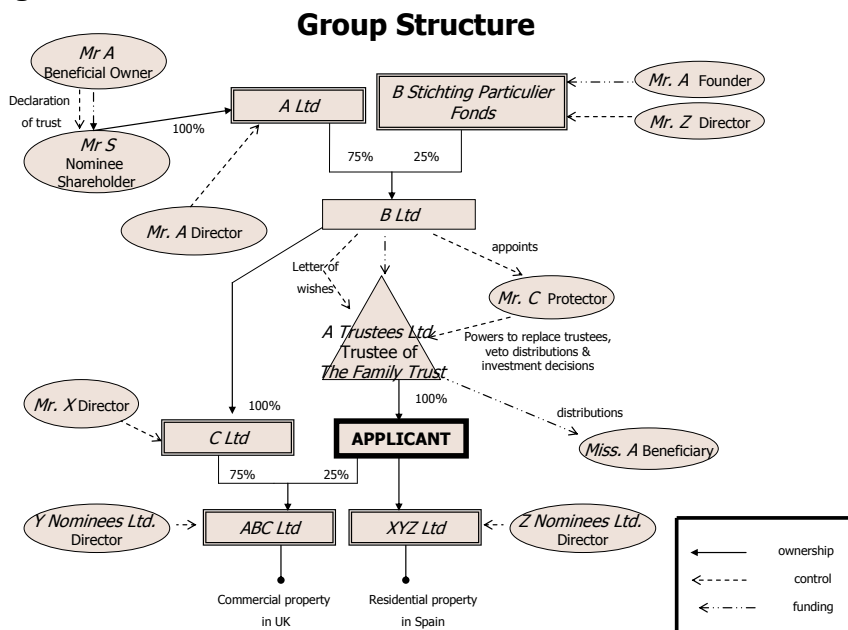 Group Structure
Mr A
Beneficial Owner
Declaration
of trust
100%
Mr S
Nominee
Shareholder
A Ltd
B Stichting Particulier
Fonds
Mr. A Founder
Mr. Z Director
75%
25%
Mr. A Director
B Ltd
appoints
Letter of
wishes
Mr. C Protector
A Trustees Ltd.
Trustee of
The Family Trust
Powers to replace trustees,
veto distributions &
investment decisions
Mr. X Director
100%
100%
distributions
C Ltd
APPLICANT
Miss. A Beneficiary
75%
25%
Y Nominees Ltd.
Director
ABC Ltd
XYZ Ltd
Z Nominees Ltd.
Director
Commercial property
in UK
Residential property
in Spain
ownership
control
funding